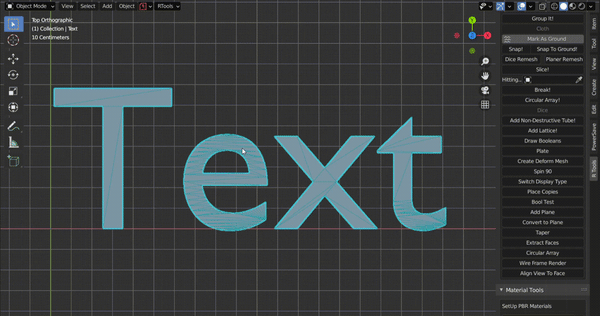 Object Mode View Select Add Object RTools
Top Orthographic
(1) Collection | Text
10 Centimeters
Text
Y
X
Z
Group It!
Cloth!
Mark As Ground
Snap! Snap To Ground!
Dice Remesh Planer Remesh
Slice!
Hitting...
Break!
Circular Array!
Dice
Add Non-Destructive Tube!
Add Lattice!
Draw Booleans
Plate
Create Deform Mesh
Spin 90
Switch Display Type
Place Copies
Bool Test
Add Plane
Convert to Plane
Taper
Extract Faces
Circular Array
Wire Frame Render
Align View To Face
Material Tools
SetUp PBR Materials
Item
Tool
View
Create
Edit
PowerSave
R Tools